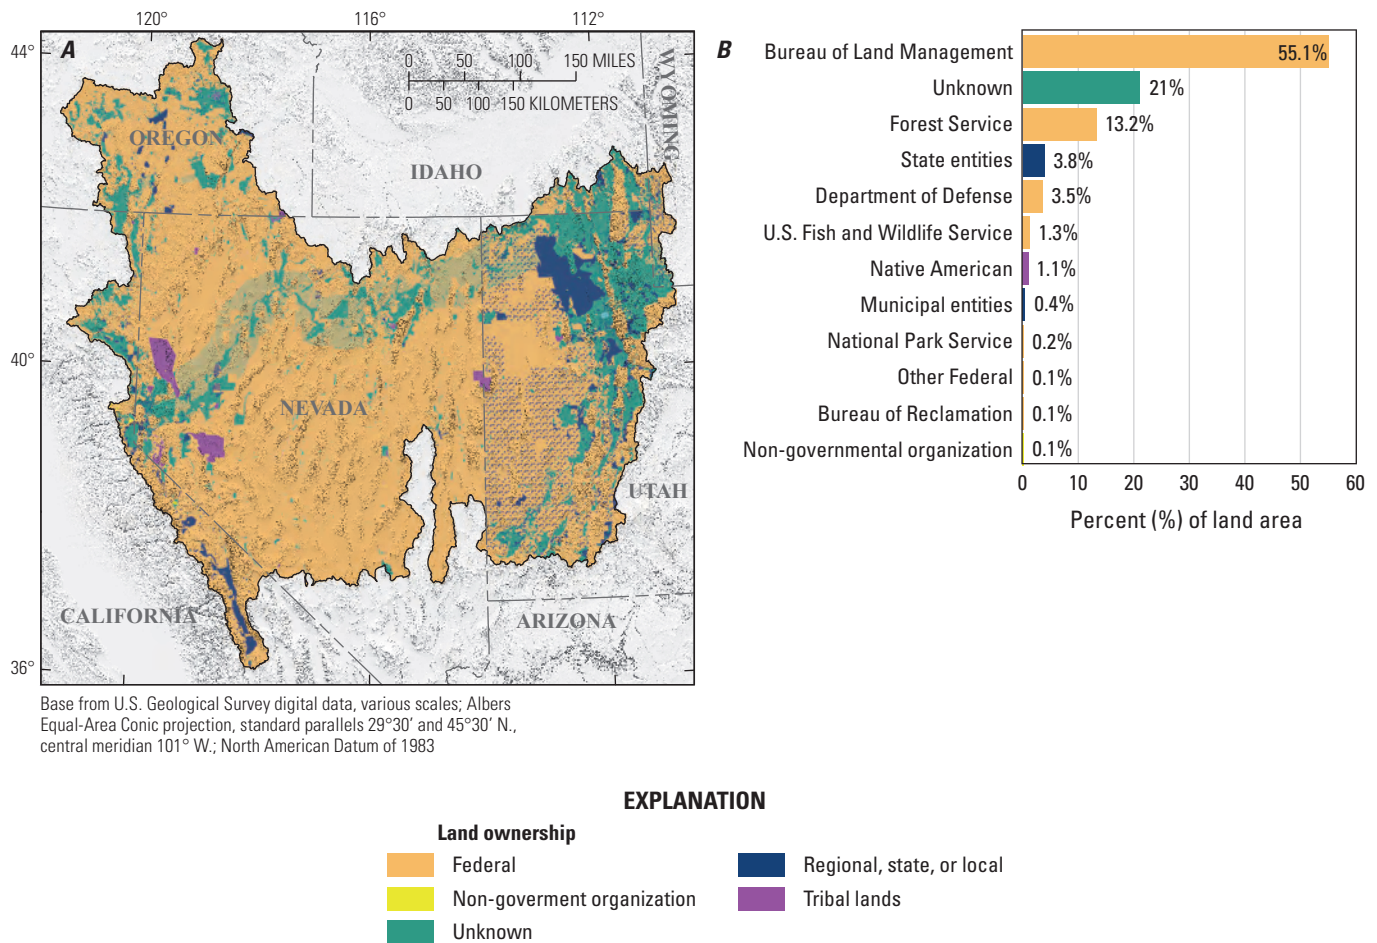 120°
116°
112°
44°
40°
36°
A
0 50 100 150 MILES
0 50 100 150 KILOMETERS
WYOMING
OREGON
IDAHO
NEVADA
UTAH
CALIFORNIA
ARIZONA
Base from U.S. Geological Survey digital data, various scales; Albers
Equal-Area Conic projection, standard parallels 29°30′ and 45°30′ N.,
central meridian 101° W.; North American Datum of 1983
B
Bureau of Land Management 55.1%
Unknown 21%
Forest Service 13.2%
State entities 3.8%
Department of Defense 3.5%
U.S. Fish and Wildlife Service 1.3%
Native American 1.1%
Municipal entities 0.4%
National Park Service 0.2%
Other Federal 0.1%
Bureau of Reclamation 0.1%
Non-governmental organization 0.1%
0 10 20 30 40 50 60
Percent (%) of land area
EXPLANATION
Land ownership
Federal
Non-goverment organization
Unknown
Regional, state, or local
Tribal lands